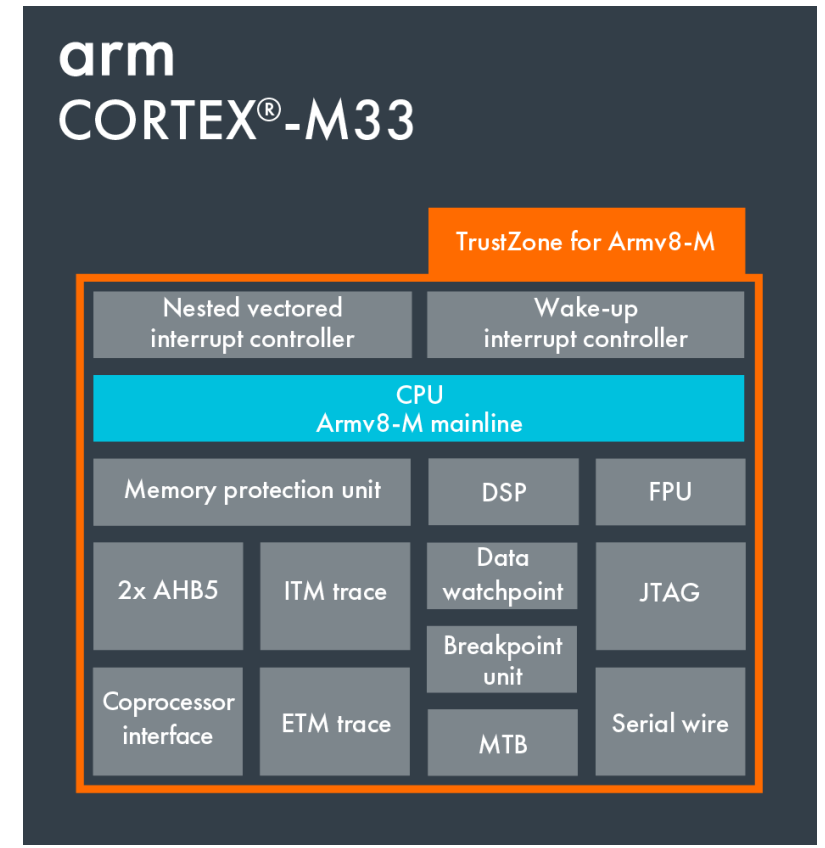 arm
CORTEX®-M33
TrustZone for Armv8-M
Nested vectored
interrupt controller
Wake-up
interrupt controller
CPU
Armv8-M mainline
Memory protection unit
DSP
FPU
2x AHB5
ITM trace
Data
watchpoint
JTAG
Breakpoint
unit
Coprocessor
interface
ETM trace
MTB
Serial wire